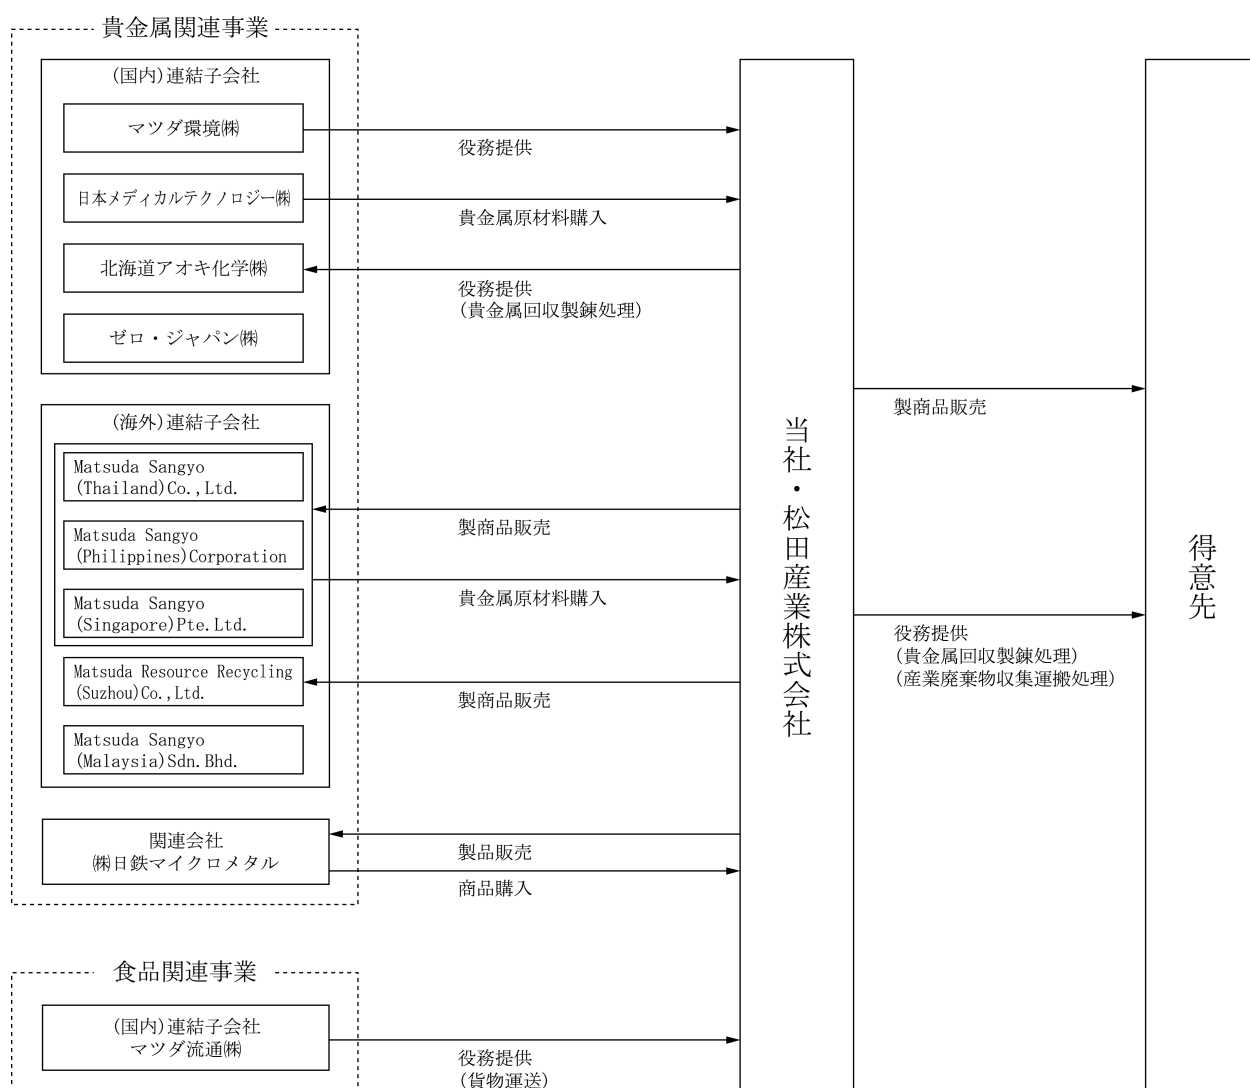 貴金属関連事業
(国内)連結子会社
マツダ環境㈱
役務提供
日本メディカルテクノロジー㈱
貴金属原材料購入
北海道アオキ化学㈱
役務提供
(貴金属回収製錬処理)
ゼロ・ジャパン㈱
(海外)連結子会社
Matsuda Sangyo
(Thailand)Co.,Ltd.
製商品販売
Matsuda Sangyo
(Philippines)Corporation
貴金属原材料購入
Matsuda Sangyo
(Singapore)Pte.Ltd.
Matsuda Resource Recycling
(Suzhou)Co.,Ltd.
製商品販売
Matsuda Sangyo
(Malaysia)Sdn.Bhd.
関連会社
㈱日鉄マイクロメタル
製品販売
商品購入
当社・松田産業株式会社
製商品販売
役務提供
(貴金属回収製錬処理)
(産業廃棄物収集運搬処理)
得意先
食品関連事業
(国内)連結子会社
マツダ流通㈱
役務提供
(貨物運送)